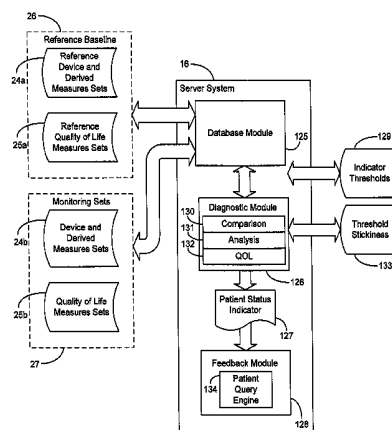 26
Reference Baseline
24a
Reference
Device and
Derived
Measures Sets
25a
Reference
Quality of Life
Measures Sets
16
Server System
Database Module
125
129
Indicator
Thresholds
Monitoring Sets
24b
Device and
Derived
Measures Sets
25b
Quality of Life
Measures Sets
27
Diagnostic Module
130
Comparison
131
Analysis
132
QOL
126
Threshold
Stickiness
133
Patient Status
Indicator
127
Feedback Module
134
Patient
Query
Engine
128